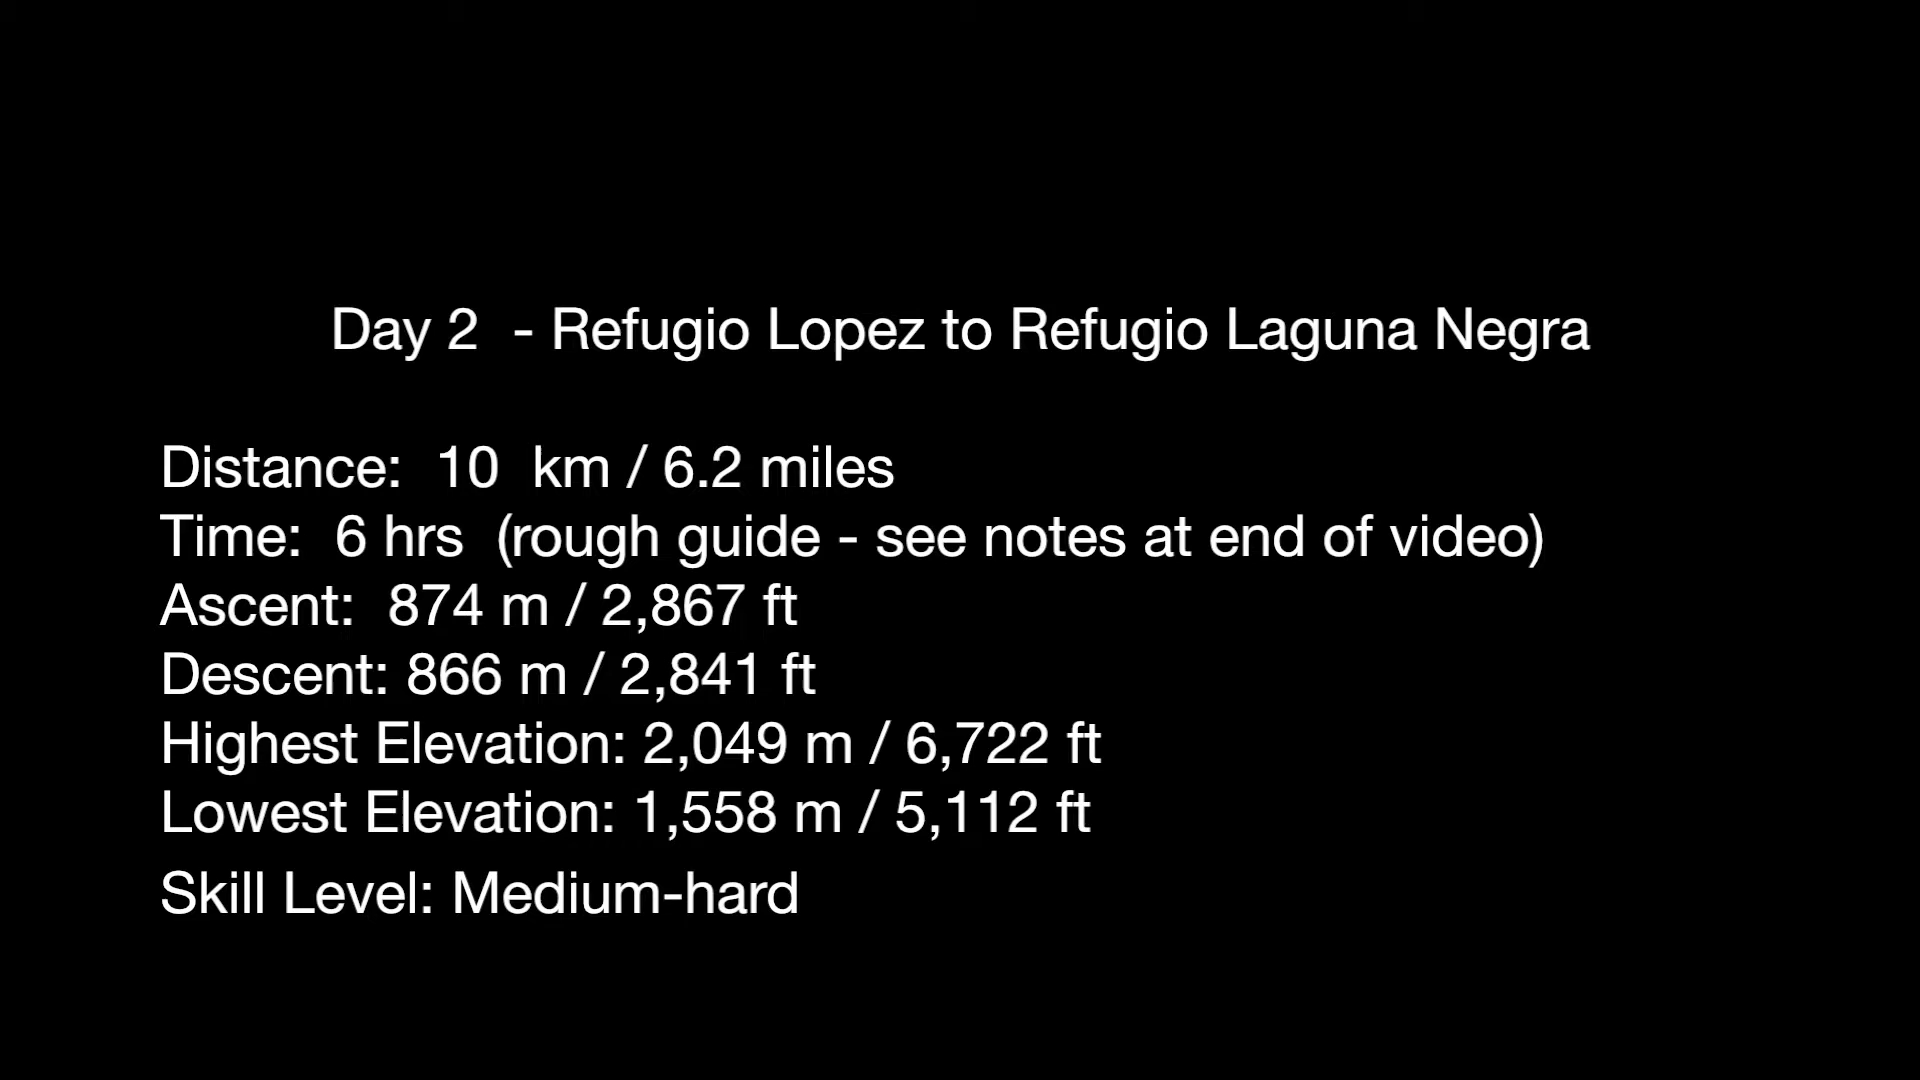 Day 2  - Refugio Lopez to Refugio Laguna Negra
Distance:  10  km / 6.2 miles
Time:  6 hrs  (rough guide - see notes at end of video)
Ascent:  874 m / 2,867 ft
Descent: 866 m / 2,841 ft
Highest Elevation: 2,049 m / 6,722 ft
Lowest Elevation: 1,558 m / 5,112 ft
Skill Level: Medium-hard